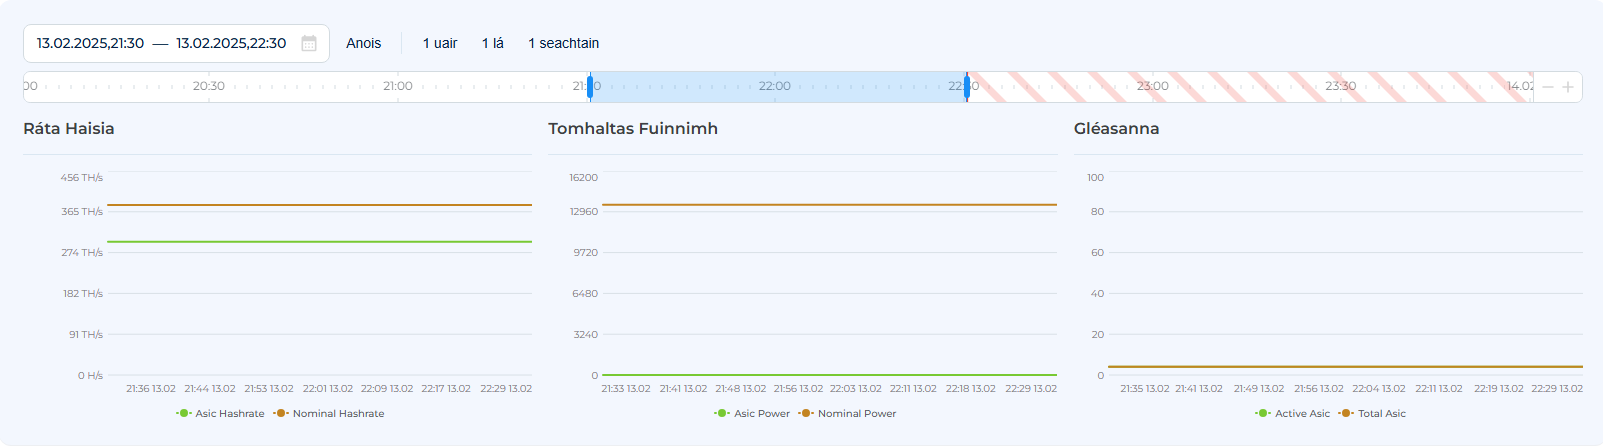 13.02.2025,21:30 — 13.02.2025,22:30 Anois 1 uair 1 lá 1 seachtain
00 20:30 21:00 22:00 23:00 23:30 14.02
Ráta Haisia
456 TH/s
365 TH/s
274 TH/s
182 TH/s
91 TH/s
0 H/s
21:36 13.02 21:44 13.02 21:53 13.02 22:01 13.02 22:09 13.02 22:17 13.02 22:29 13.02
Asic Hashrate Nominal Hashrate
Tomhaltas Fuinnimh
16200
12960
9720
6480
3240
0
21:33 13.02 21:41 13.02 21:48 13.02 21:56 13.02 22:03 13.02 22:11 13.02 22:18 13.02 22:29 13.02
Asic Power Nominal Power
Gléasanna
100
80
60
40
20
0
21:35 13.02 21:41 13.02 21:49 13.02 21:56 13.02 22:04 13.02 22:11 13.02 22:19 13.02 22:29 13.02
Active Asic Total Asic